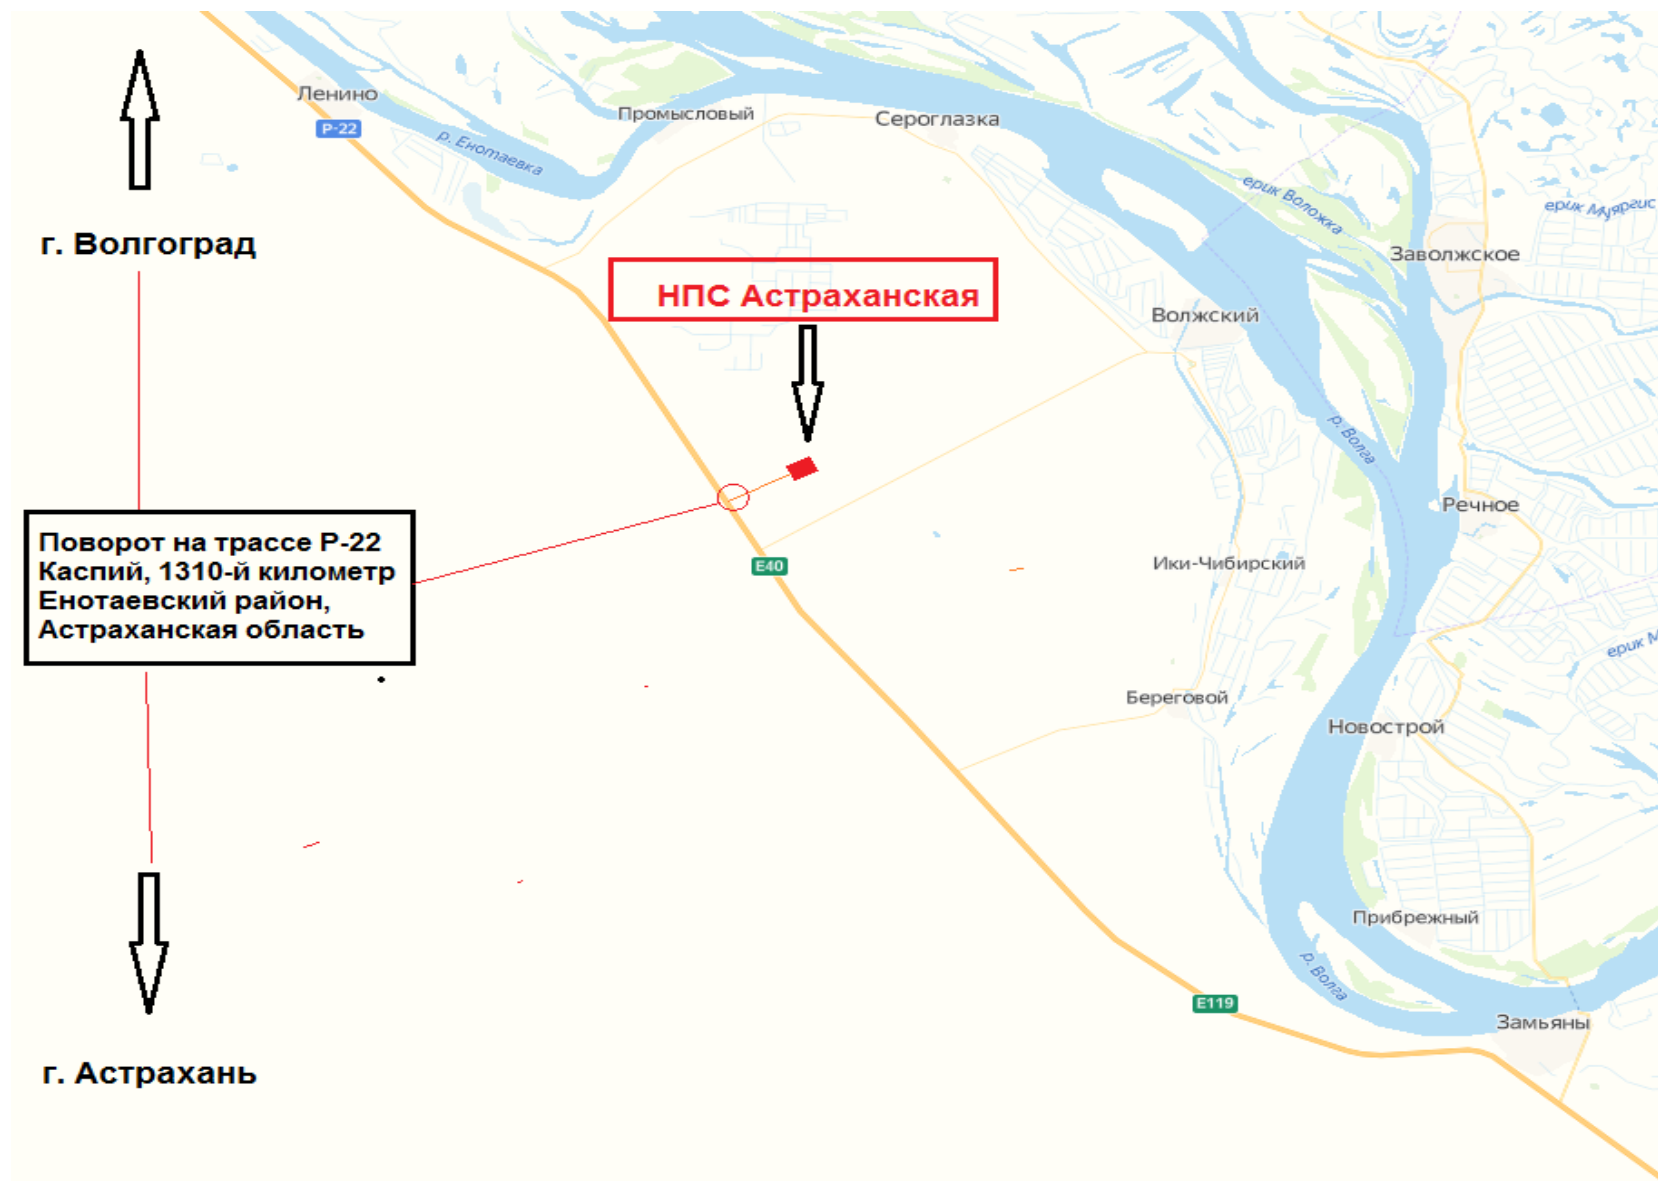 Ленино
Р-22
р. Енотаевка
Промысловый
Сероглазка
ерик Воложка
ерик Муяргис
г. Волгоград
Заволжское
НПС Астраханская
Волжский
р. Волга
Речное
Поворот на трассе Р-22
Каспий, 1310-й километр
Енотаевский район,
Астраханская область
E40
Ики-Чибирский
ерик М
Береговой
Новострой
Прибрежный
р. Волга
E119
Замьяны
г. Астрахань